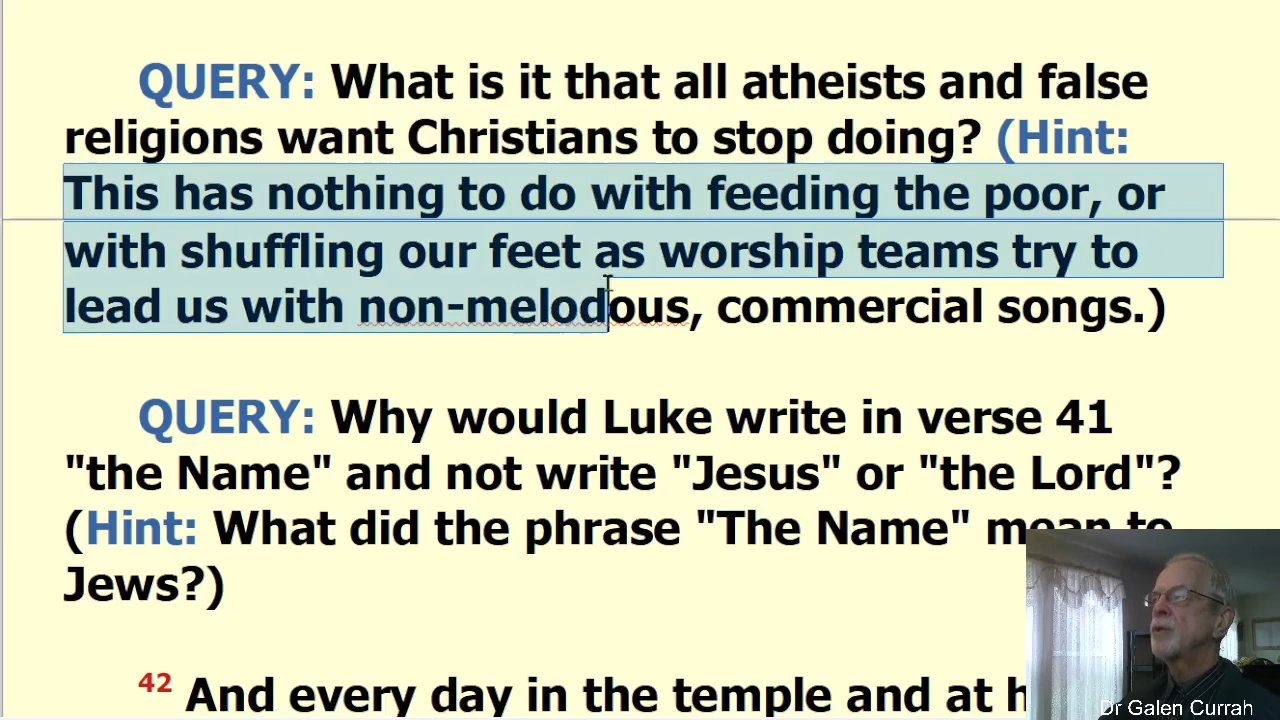 QUERY: What is it that all atheists and false
religions want Christians to stop doing? (Hint:
This has nothing to do with feeding the poor, or
with shuffling our feet as worship teams try to
lead us with non-melodous, commercial songs.)
QUERY: Why would Luke write in verse 41
"the Name" and not write "Jesus" or "the Lord"?
(Hint: What did the phrase "The Name" mean to
Jews?)
42 And every day in the temple and at
Dr Galen Currah